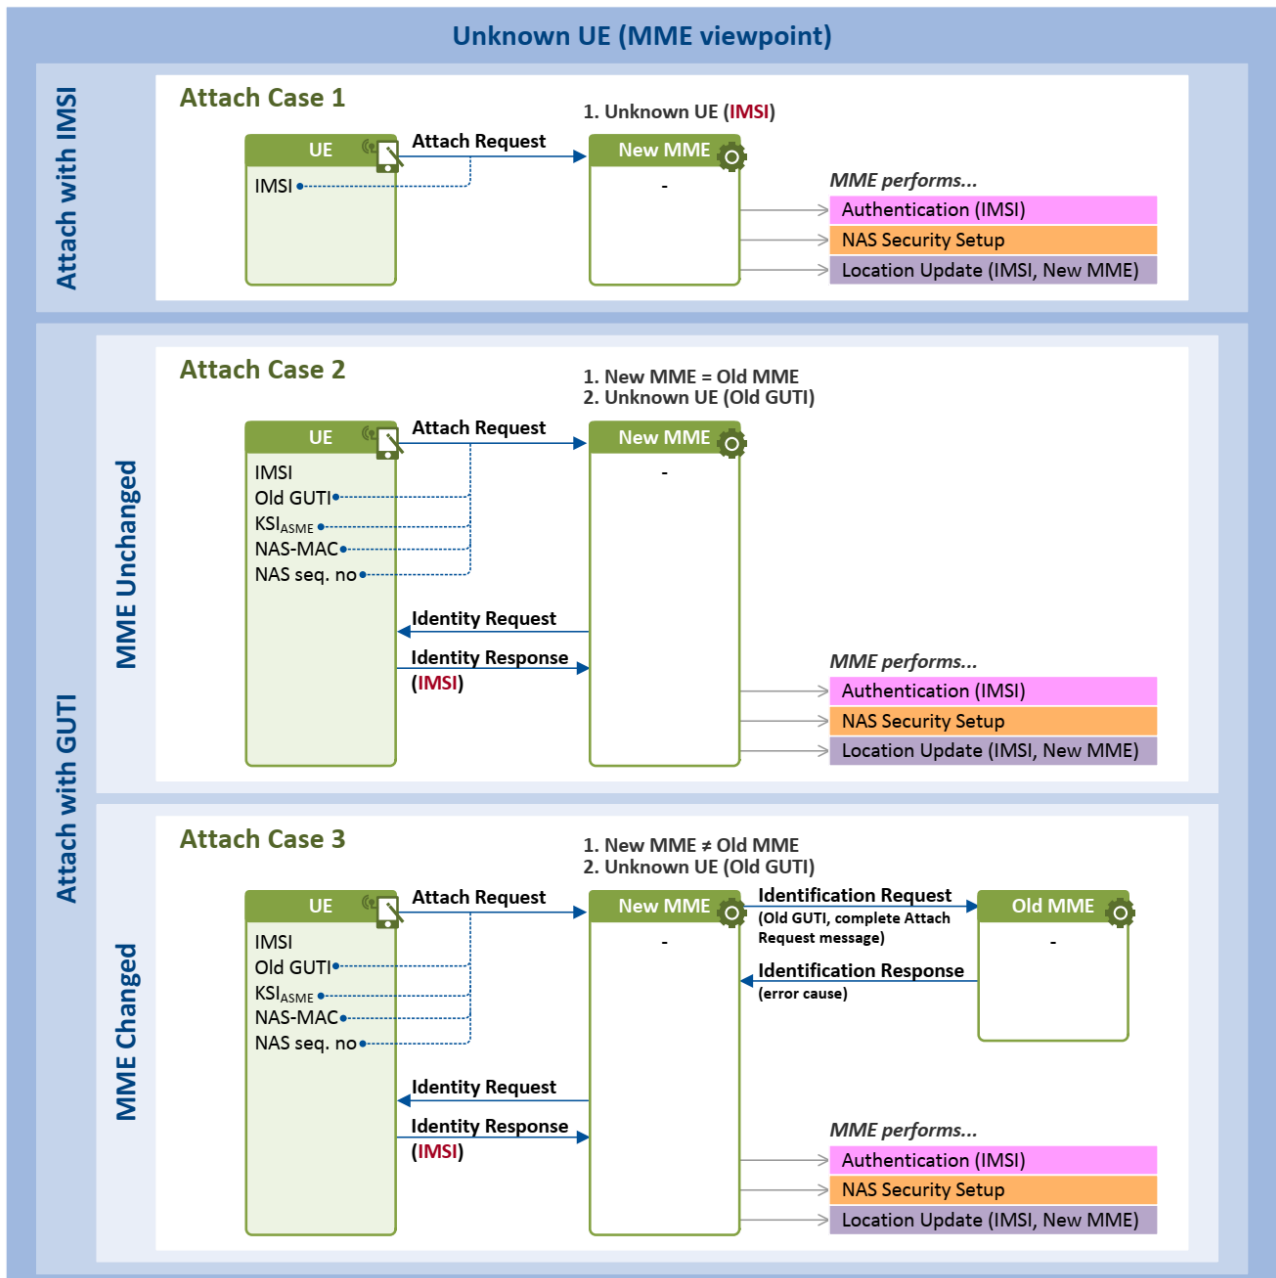 Unknown UE (MME viewpoint)
Attach with IMSI
Attach Case 1
1. Unknown UE (IMSI)
UE
Attach Request
New MME
IMSI
-
MME performs...
Authentication (IMSI)
NAS Security Setup
Location Update (IMSI, New MME)
Attach with GUTI
MME Unchanged
Attach Case 2
1. New MME = Old MME
2. Unknown UE (Old GUTI)
UE
Attach Request
New MME
IMSI
-
Old GUTI
KSIASME
NAS-MAC
NAS seq. no
Identity Request
Identity Response
(IMSI)
MME performs...
Authentication (IMSI)
NAS Security Setup
Location Update (IMSI, New MME)
MME Changed
Attach Case 3
1. New MME ≠ Old MME
2. Unknown UE (Old GUTI)
UE
Attach Request
New MME
Identification Request
(Old GUTI, complete Attach
Request message)
Old MME
IMSI
-
-
Old GUTI
KSIASME
NAS-MAC
NAS seq. no
Identification Response
(error cause)
Identity Request
Identity Response
(IMSI)
MME performs...
Authentication (IMSI)
NAS Security Setup
Location Update (IMSI, New MME)